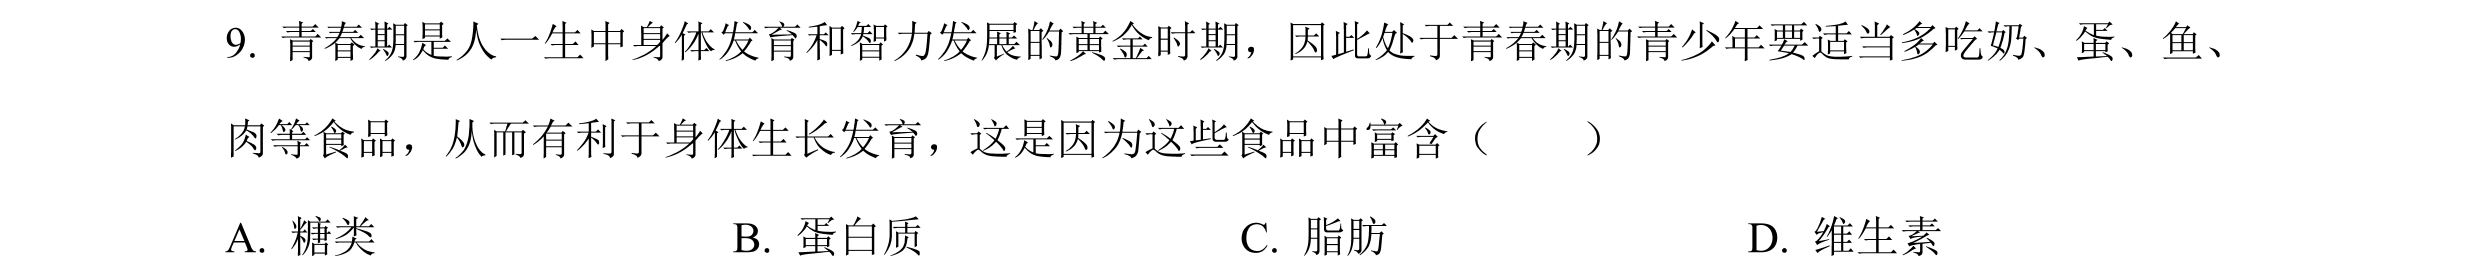 9. 青春期是人一生中身体发育和智力发展的黄金时期，因此处于青春期的青少年要适当多吃奶、蛋、鱼、
肉等食品，从而有利于身体生长发育，这是因为这些食品中富含（　　）
A. 糖类 B. 蛋白质 C. 脂肪 D. 维生素